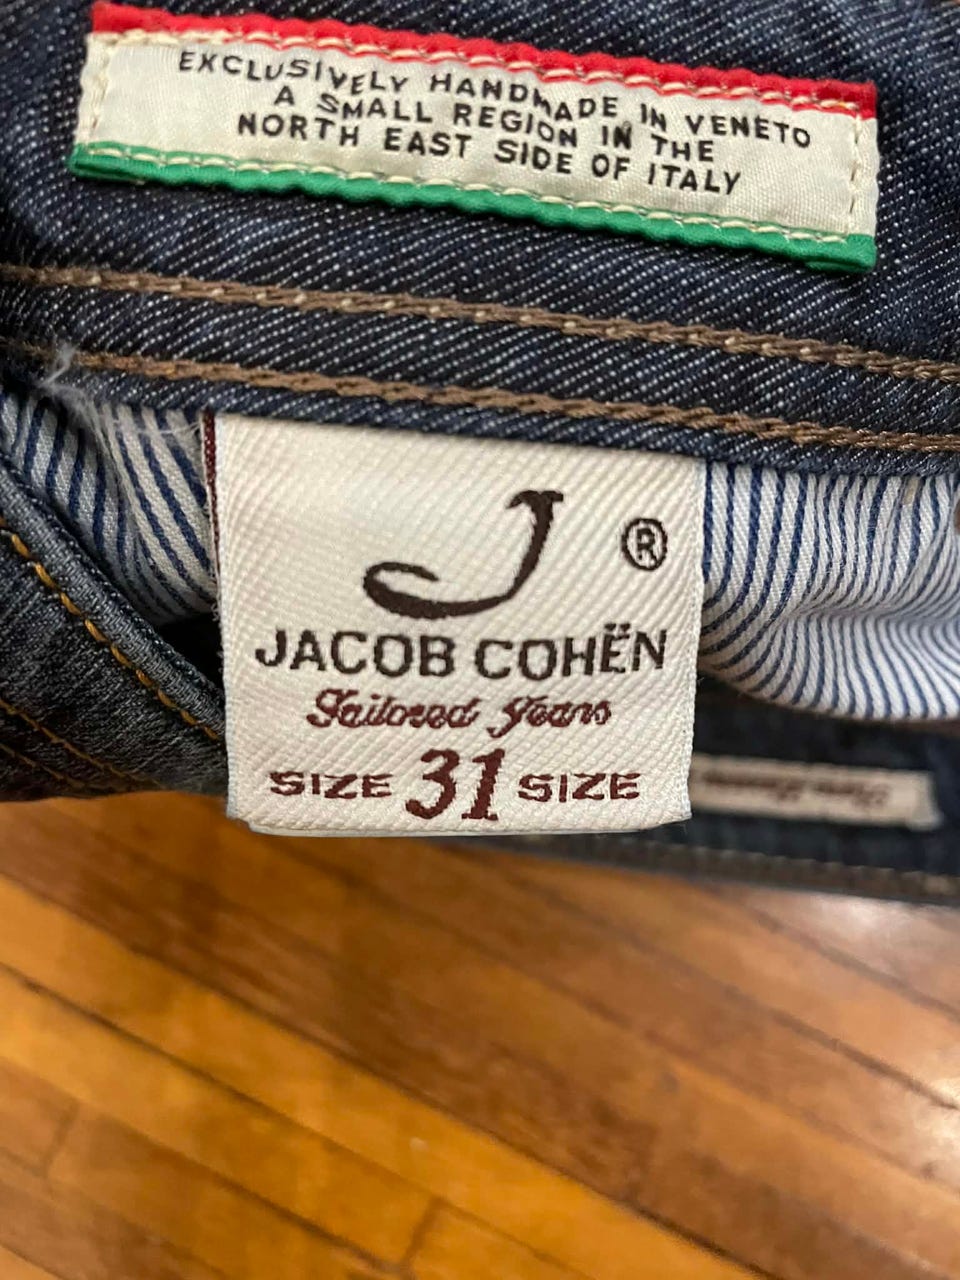 EXCLUSIVELY HANDMADE IN VENETO
A SMALL REGION IN THE
NORTH EAST SIDE OF ITALY
J ®
JACOB COHËN
Tailored Jeans
SIZE 31 SIZE